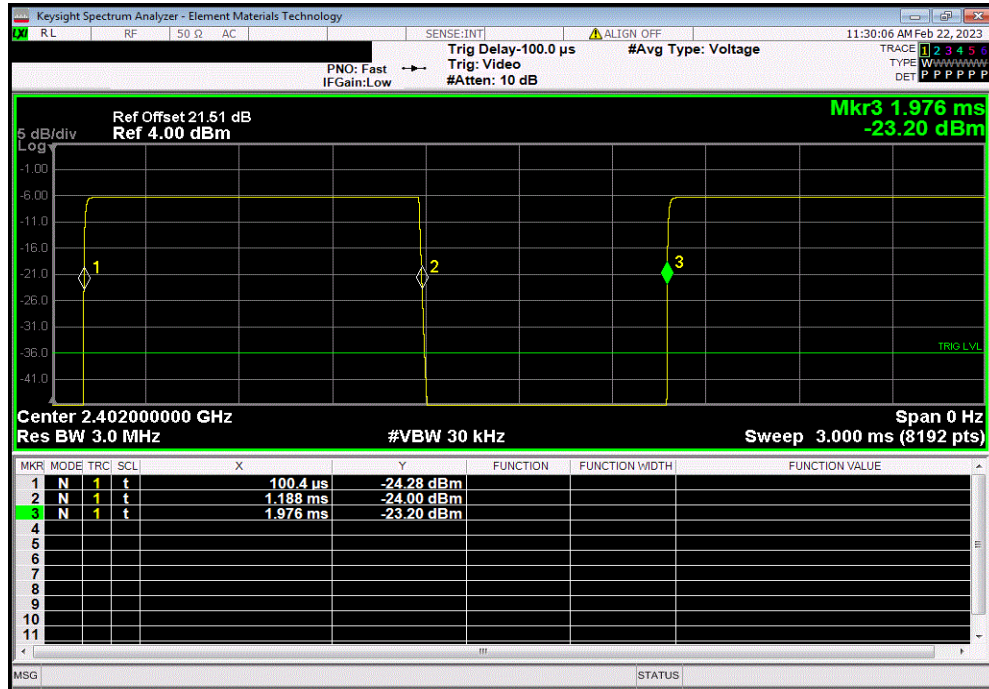 Keysight Spectrum Analyzer - Element Materials Technology
LXI RL RF 50 Ω AC SENSE:INT ALIGN OFF 11:30:06 AM Feb 22, 2023
Trig Delay-100.0 µs #Avg Type: Voltage TRACE 1 2 3 4 5 6
PNO: Fast Trig: Video TYPE WWWWWW
IFGain:Low #Atten: 10 dB DET P P P P P P
Mkr3 1.976 ms
-23.20 dBm
Ref Offset 21.51 dB
5 dB/div Ref 4.00 dBm
Log
-1.00
-6.00
-11.0
-16.0
1 2 3
-21.0
-26.0
-31.0
-36.0 TRIG LVL
-41.0
Center 2.402000000 GHz Span 0 Hz
Res BW 3.0 MHz #VBW 30 kHz Sweep 3.000 ms (8192 pts)
MKR MODE TRC SCL X Y FUNCTION FUNCTION WIDTH FUNCTION VALUE
1 N 1 t 100.4 µs -24.28 dBm
2 N 1 t 1.188 ms -24.00 dBm
3 N 1 t 1.976 ms -23.20 dBm
4
5
6
7
8
9
10
11
MSG STATUS